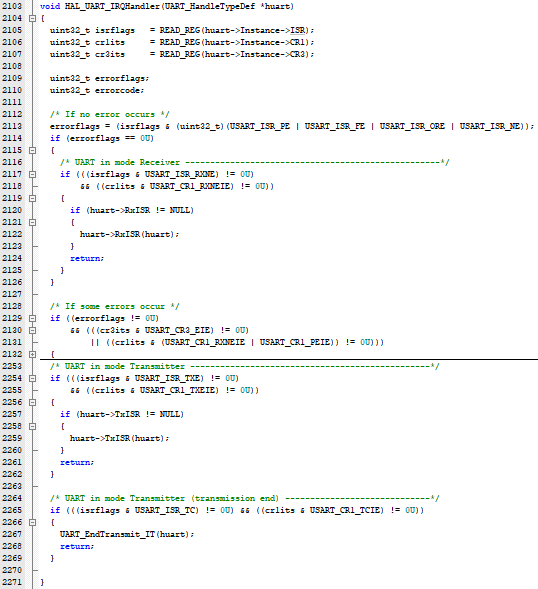 2103 void HAL_UART_IRQHandler(UART_HandleTypeDef *huart)
2104 {
2105 uint32_t isrflags = READ_REG(huart->Instance->ISR);
2106 uint32_t cr1its = READ_REG(huart->Instance->CR1);
2107 uint32_t cr3its = READ_REG(huart->Instance->CR3);
2108
2109 uint32_t errorflags;
2110 uint32_t errorcode;
2111
2112 /* If no error occurs */
2113 errorflags = (isrflags & (uint32_t)(USART_ISR_PE | USART_ISR_FE | USART_ISR_ORE | USART_ISR_NE));
2114 if (errorflags == 0U)
2115 {
2116 /* UART in mode Receiver ---------------------------------------------------*/
2117 if (((isrflags & USART_ISR_RXNE) != 0U)
2118 && ((cr1its & USART_CR1_RXNEIE) != 0U))
2119 {
2120 if (huart->RxISR != NULL)
2121 {
2122 huart->RxISR(huart);
2123 }
2124 return;
2125 }
2126 }
2127
2128 /* If some errors occur */
2129 if ((errorflags != 0U)
2130 && (((cr3its & USART_CR3_EIE) != 0U)
2131 || ((cr1its & (USART_CR1_RXNEIE | USART_CR1_PEIE)) != 0U)))
2132 {
2253 /* UART in mode Transmitter ------------------------------------------------*/
2254 if (((isrflags & USART_ISR_TXE) != 0U)
2255 && ((cr1its & USART_CR1_TXEIE) != 0U))
2256 {
2257 if (huart->TxISR != NULL)
2258 {
2259 huart->TxISR(huart);
2260 }
2261 return;
2262 }
2263
2264 /* UART in mode Transmitter (transmission end) -----------------------------*/
2265 if (((isrflags & USART_ISR_TC) != 0U) && ((cr1its & USART_CR1_TCIE) != 0U))
2266 {
2267 UART_EndTransmit_IT(huart);
2268 return;
2269 }
2270
2271 }